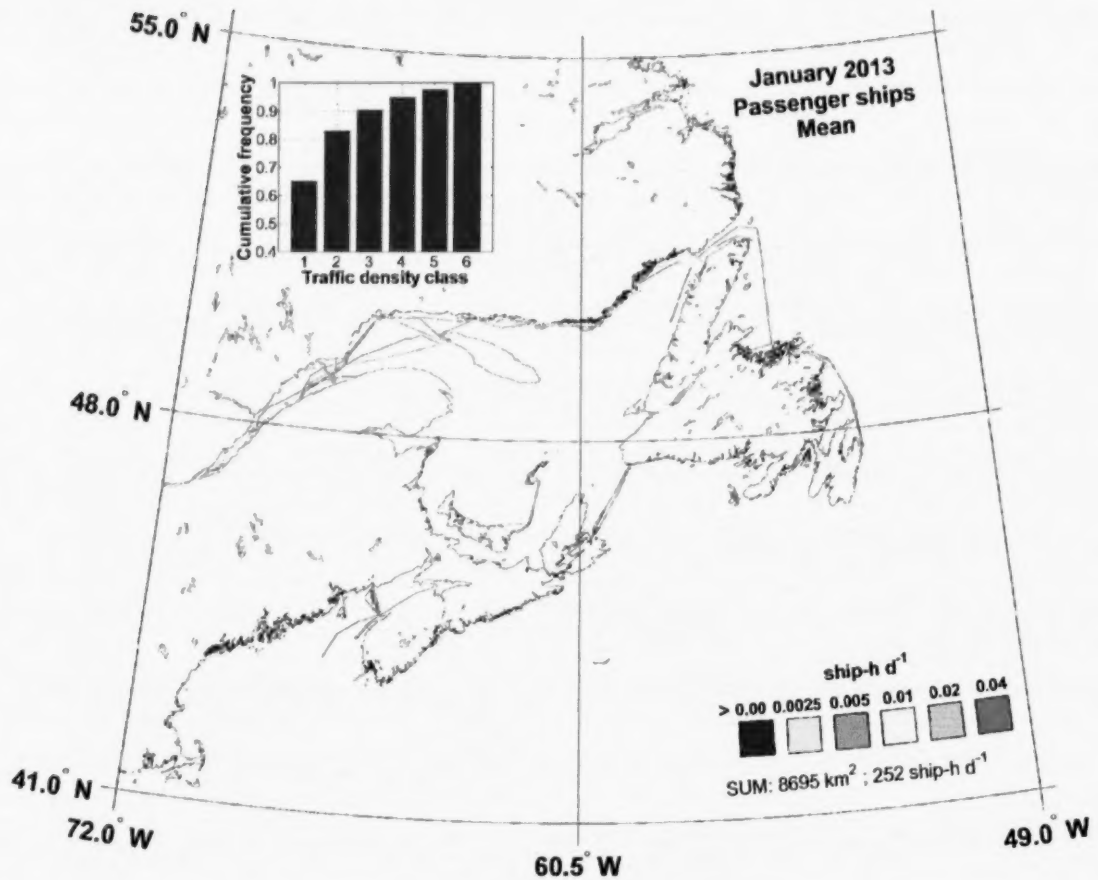 55.0° N
January 2013
Passenger ships
Mean
Cumulative frequency
1
0.9
0.8
0.7
0.6
0.5
0.4
1 2 3 4 5 6
Traffic density class
48.0° N
ship-h d⁻¹
> 0.00 0.0025 0.005 0.01 0.02 0.04
SUM: 8695 km² ; 252 ship-h d⁻¹
41.0° N
72.0° W
60.5° W
49.0° W